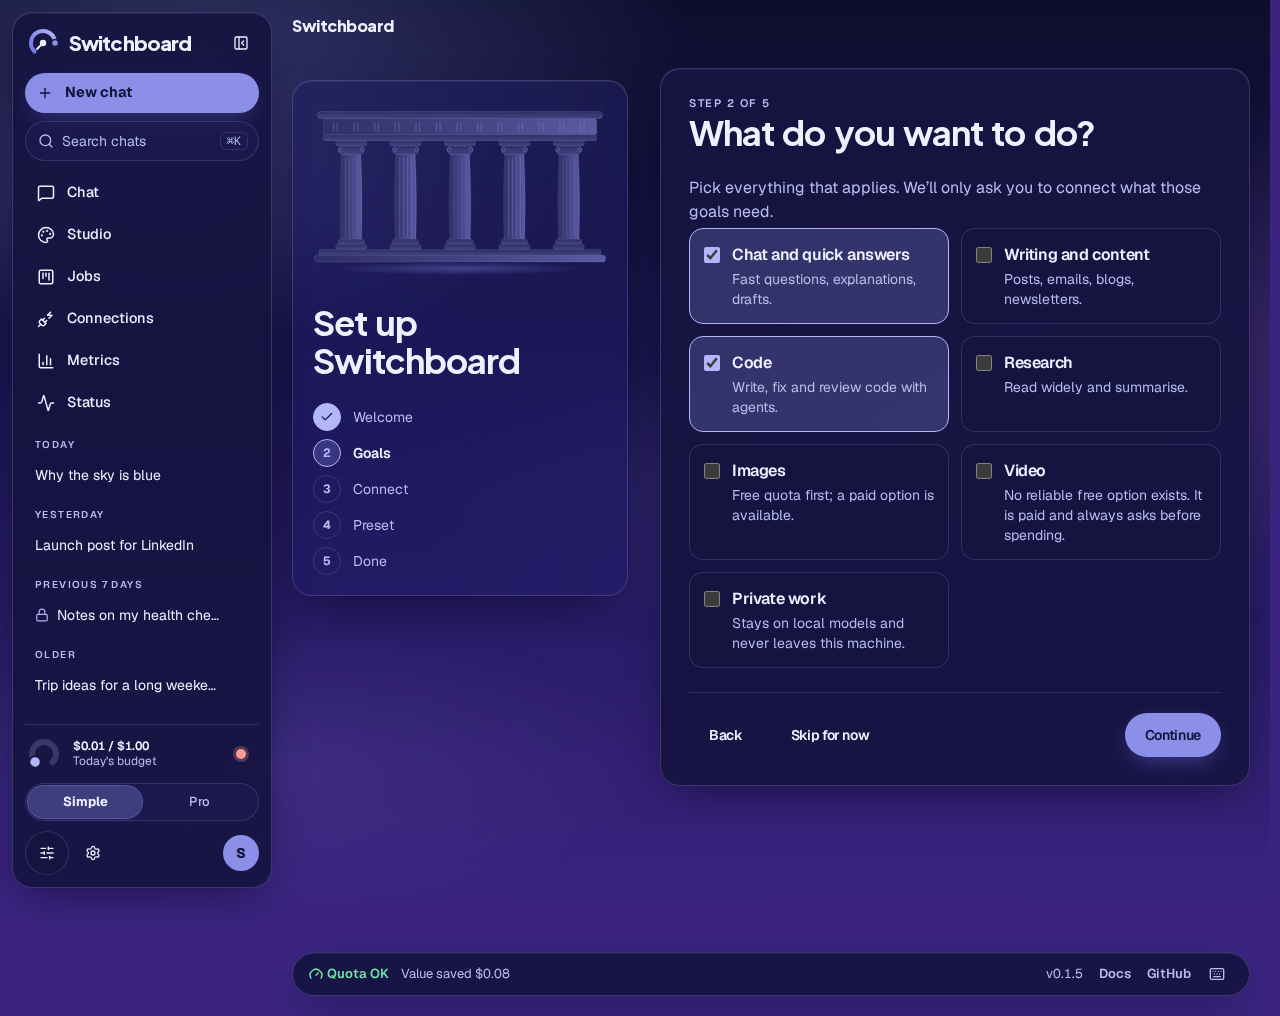 Switchboard
New chat
Search chats ⌘K
Chat
Studio
Jobs
Connections
Metrics
Status
TODAY
Why the sky is blue
YESTERDAY
Launch post for LinkedIn
PREVIOUS 7 DAYS
Notes on my health che…
OLDER
Trip ideas for a long weeke…
$0.01 / $1.00
Today's budget
Simple Pro
S
Switchboard
Set up
Switchboard
Welcome
2 Goals
3 Connect
4 Preset
5 Done
STEP 2 OF 5
What do you want to do?
Pick everything that applies. We’ll only ask you to connect what those
goals need.
Chat and quick answers
Fast questions, explanations,
drafts.
Writing and content
Posts, emails, blogs,
newsletters.
Code
Write, fix and review code with
agents.
Research
Read widely and summarise.
Images
Free quota first; a paid option is
available.
Video
No reliable free option exists. It
is paid and always asks before
spending.
Private work
Stays on local models and
never leaves this machine.
Back Skip for now Continue
Quota OK Value saved $0.08 v0.1.5 Docs GitHub